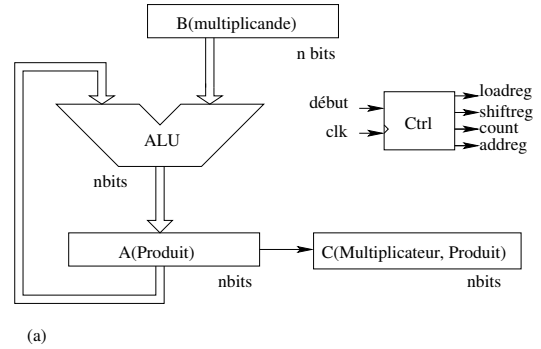 B(multiplicande)
n bits
ALU
nbits
début
clk
Ctrl
loadreg
shiftreg
count
addreg
A(Produit)
nbits
C(Multiplicateur, Produit)
nbits
(a)